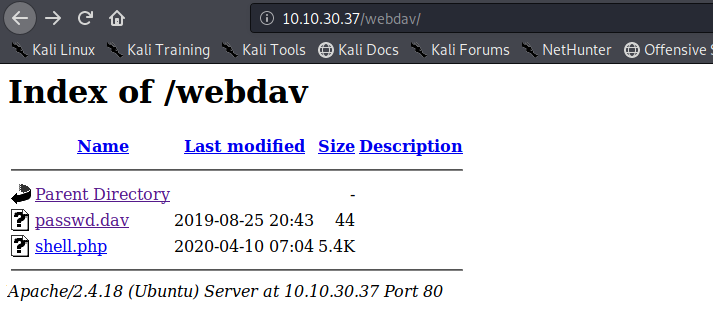 10.10.30.37/webdav/
Kali Linux Kali Training Kali Tools Kali Docs Kali Forums NetHunter Offensive S
Index of /webdav
Name Last modified Size Description
Parent Directory -
passwd.dav 2019-08-25 20:43 44
shell.php 2020-04-10 07:04 5.4K
Apache/2.4.18 (Ubuntu) Server at 10.10.30.37 Port 80